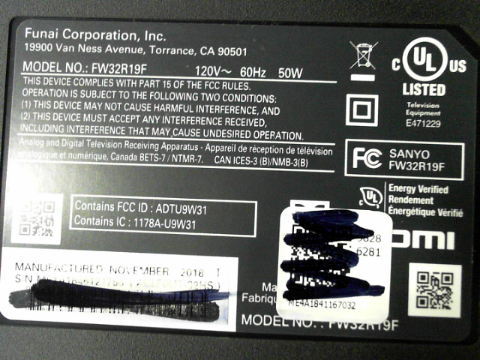 Funai Corporation, Inc.
19900 Van Ness Avenue, Torrance, CA 90501
MODEL NO.: FW32R19F 120V~ 60Hz 50W
THIS DEVICE COMPLIES WITH PART 15 OF THE FCC RULES.
OPERATION IS SUBJECT TO THE FOLLOWING TWO CONDITIONS:
(1) THIS DEVICE MAY NOT CAUSE HARMFUL INTERFERENCE, AND
(2) THIS DEVICE MUST ACCEPT ANY INTERFERENCE RECEIVED,
INCLUDING INTERFERENCE THAT MAY CAUSE UNDESIRED OPERATION.
Analog and Digital Television Receiving Apparatus - Appareil de réception de télévision
analogique et numérique, Canada BETS-7 / NTMR-7. CAN ICES-3 (B)/NMB-3(B)
C UL US
LISTED
Television
Equipment
E471229
FC SANYO
FW32R19F
UL
Energy Verified
Rendement
Énergétique Vérifié
Contains FCC ID : ADTU9W31
Contains IC : 1178A-U9W31
MANUFACTURED NOVEMBER 2018
6281
ME4A1841167032
MODEL NO.: FW32R19F